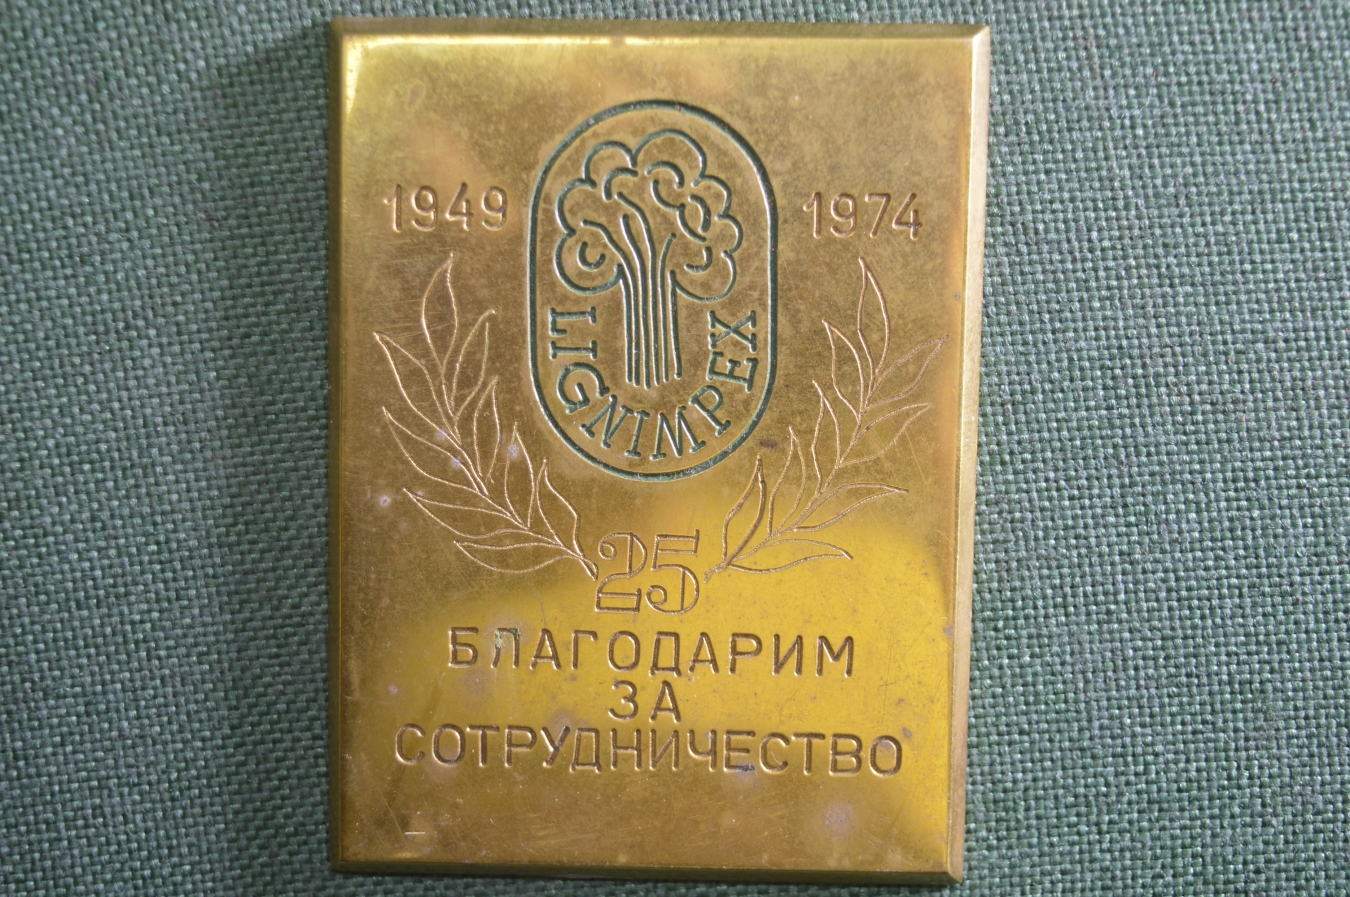 1949 1974
LIGNIMPEX
25
БЛАГОДАРИМ
ЗА
СОТРУДНИЧЕСТВО